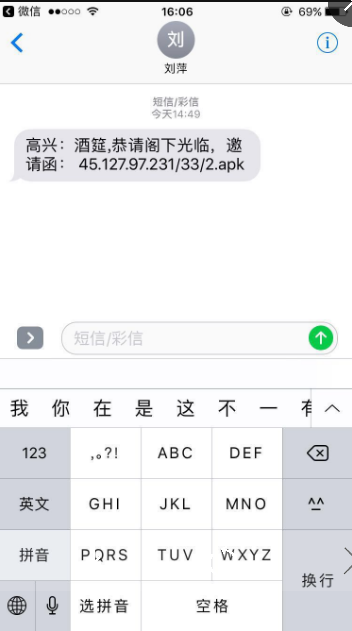 微信
16:06
69%
刘
刘萍
短信/彩信
今天14:49
高兴：酒筵,恭请阁下光临，邀
请函： 45.127.97.231/33/2.apk
短信/彩信
我 你 在 是 这 不 一 有
123 ,。?! ABC DEF
英文 GHI JKL MNO ^^
拼音 PQRS TUV WXYZ
换行
选拼音 空格